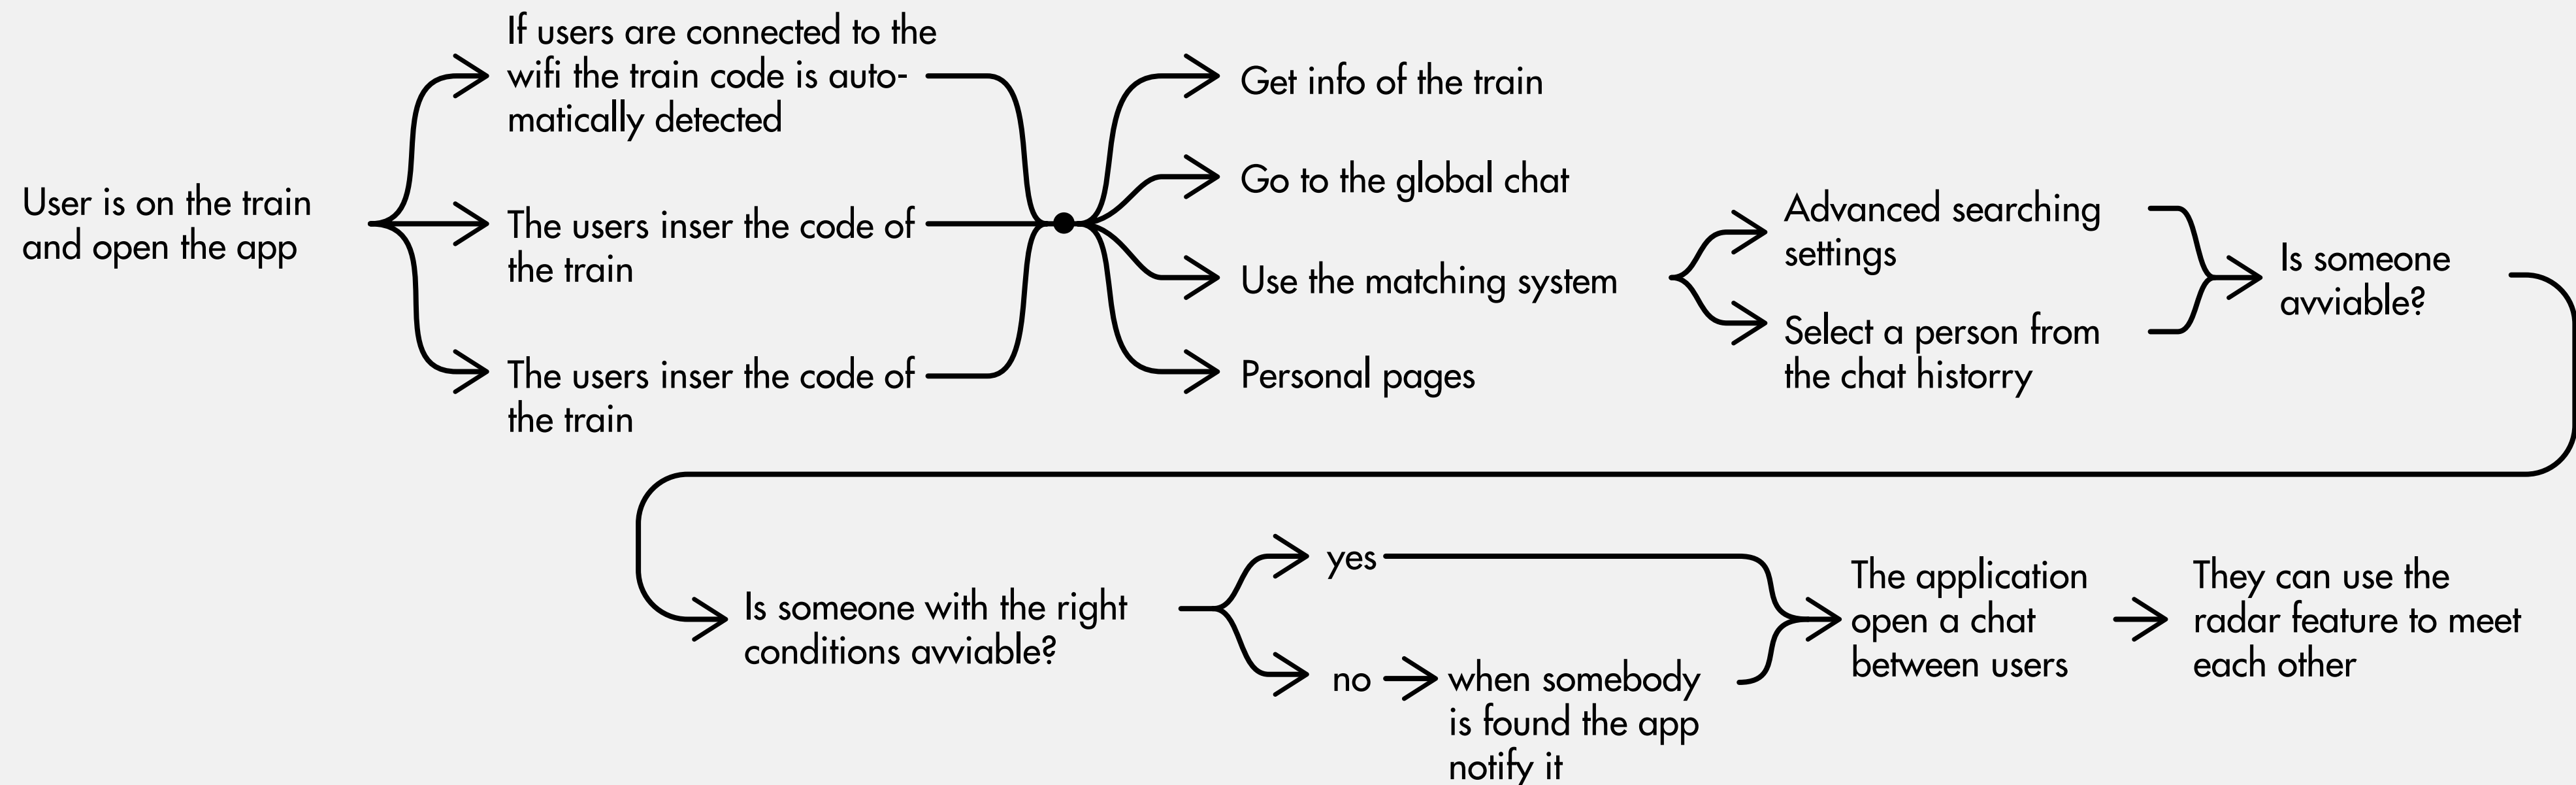 User is on the train
and open the app
If users are connected to the
wifi the train code is auto-
matically detected
The users inser the code of
the train
The users inser the code of
the train
Get info of the train
Go to the global chat
Use the matching system
Personal pages
Advanced searching
settings
Select a person from
the chat historry
Is someone
avviable?
Is someone with the right
conditions avviable?
yes
no
when somebody
is found the app
notify it
The application
open a chat
between users
They can use the
radar feature to meet
each other